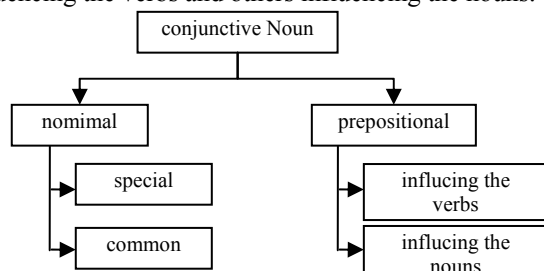 influencing the verbs and others influencing the nouns.
conjunctive Noun
nomimal
prepositional
special
influcing the
verbs
common
influcing the
nouns